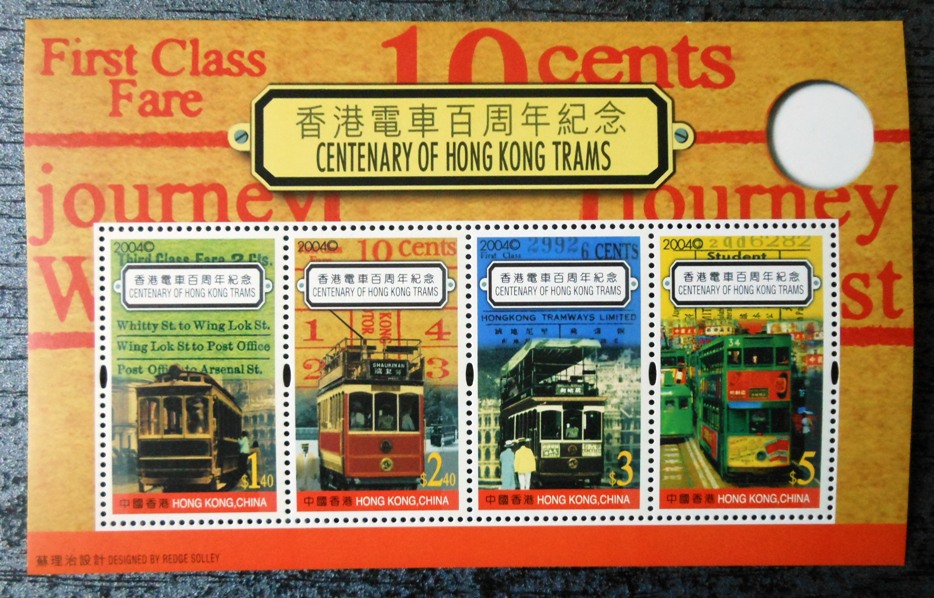 First Class
Fare
10 cents
香港電車百周年紀念
CENTENARY OF HONG KONG TRAMS
journey
journey
W
st
2004©
Third Class Fare 2 Cts.
香港電車百周年紀念
CENTENARY OF HONG KONG TRAMS
Whitty St. to Wing Lok St.
Wing Lok St to Post Office
Post Office to Arsenal St.
$1.40
中國香港 HONG KONG, CHINA
2004©
10 Cents
香港電車百周年紀念
CENTENARY OF HONG KONG TRAMS
1
4
2
3
SHAUKIWAN
$2.40
中國香港 HONG KONG, CHINA
2004©
2992
First Class
6 CENTS
香港電車百周年紀念
CENTENARY OF HONG KONG TRAMS
HONGKONG TRAMWAYS LIMITED
$3
中國香港 HONG KONG, CHINA
2004©
6282
Student
香港電車百周年紀念
CENTENARY OF HONG KONG TRAMS
34
$5
中國香港 HONG KONG, CHINA
蘇理治設計 DESIGNED BY REDGE SOLLEY